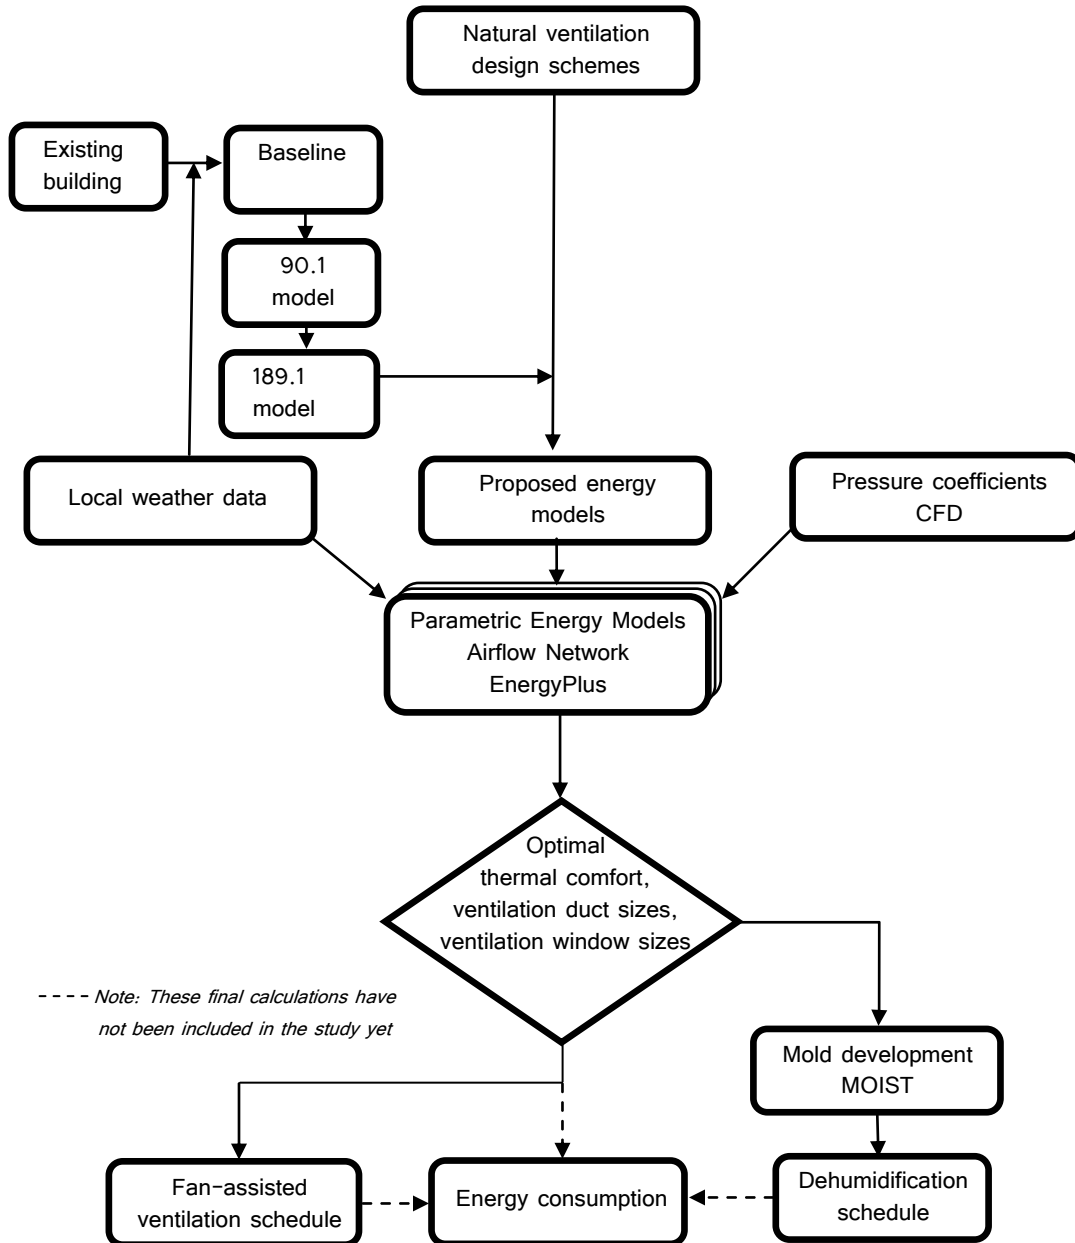 Natural ventilation
design schemes
Existing
building
Baseline
90.1
model
189.1
model
Local weather data
Proposed energy
models
Pressure coefficients
CFD
Parametric Energy Models
Airflow Network
EnergyPlus
Optimal
thermal comfort,
ventilation duct sizes,
ventilation window sizes
Note: These final calculations have
not been included in the study yet
Mold development
MOIST
Fan-assisted
ventilation schedule
Energy consumption
Dehumidification
schedule